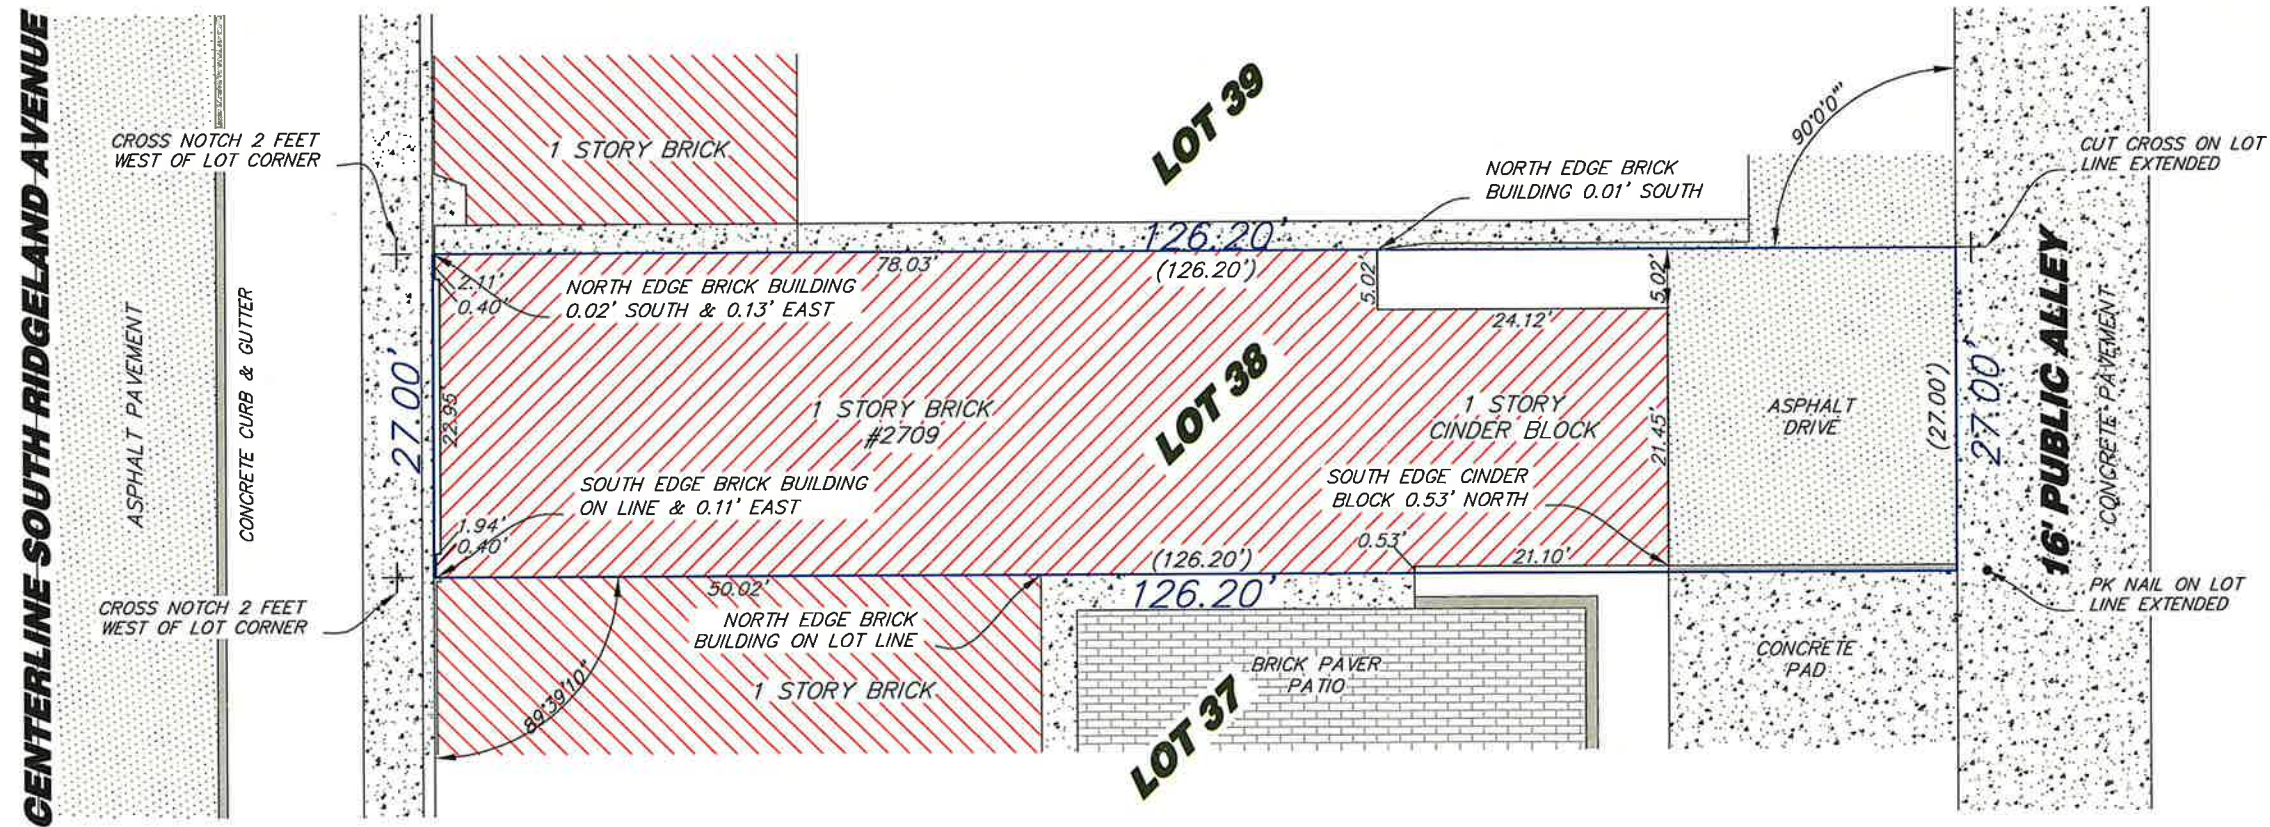 CENTERLINE SOUTH RIDGELAND AVENUE
ASPHALT PAVEMENT
CONCRETE CURB & GUTTER
CROSS NOTCH 2 FEET
WEST OF LOT CORNER
1 STORY BRICK
LOT 39
90°0'0"
NORTH EDGE BRICK
BUILDING 0.01' SOUTH
CUT CROSS ON LOT
LINE EXTENDED
126.20'
(126.20')
78.03'
2.11'
0.40'
NORTH EDGE BRICK BUILDING
0.02' SOUTH & 0.13' EAST
5.02'
5.02'
24.12'
27.00'
22.95
1 STORY BRICK
#2709
LOT 38
1 STORY
CINDER BLOCK
21.45'
ASPHALT
DRIVE
(27.00')
27.00'
16' PUBLIC ALLEY
CONCRETE PAVEMENT
SOUTH EDGE BRICK BUILDING
ON LINE & 0.11' EAST
SOUTH EDGE CINDER
BLOCK 0.53' NORTH
1.94'
0.40'
0.53'
21.10'
(126.20')
126.20'
50.02'
CROSS NOTCH 2 FEET
WEST OF LOT CORNER
NORTH EDGE BRICK
BUILDING ON LOT LINE
PK NAIL ON LOT
LINE EXTENDED
89°39'10"
1 STORY BRICK
BRICK PAVER
PATIO
CONCRETE
PAD
LOT 37